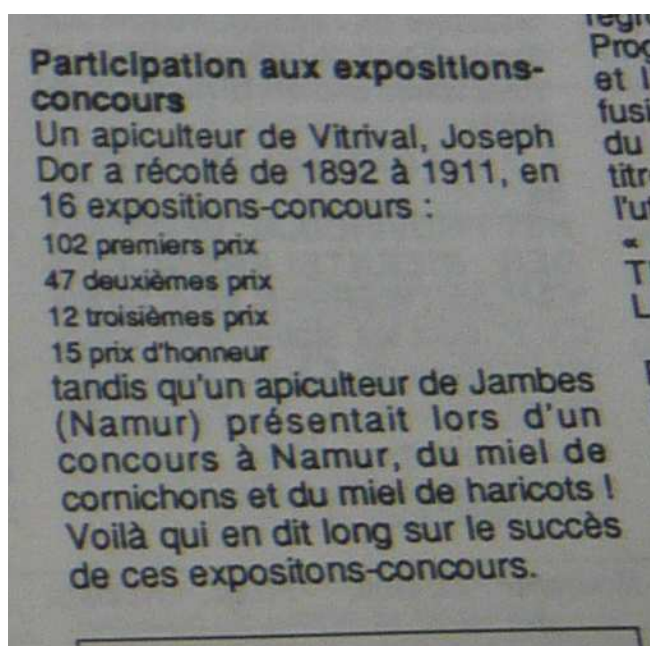 Participation aux expositions-
concours
Un apiculteur de Vitrival, Joseph
Dor a récolté de 1892 à 1911, en
16 expositions-concours :
102 premiers prix
47 deuxièmes prix
12 troisièmes prix
15 prix d'honneur
tandis qu'un apiculteur de Jambes
(Namur) présentait lors d'un
concours à Namur, du miel de
cornichons et du miel de haricots !
Voilà qui en dit long sur le succès
de ces expositons-concours.
et
du
«